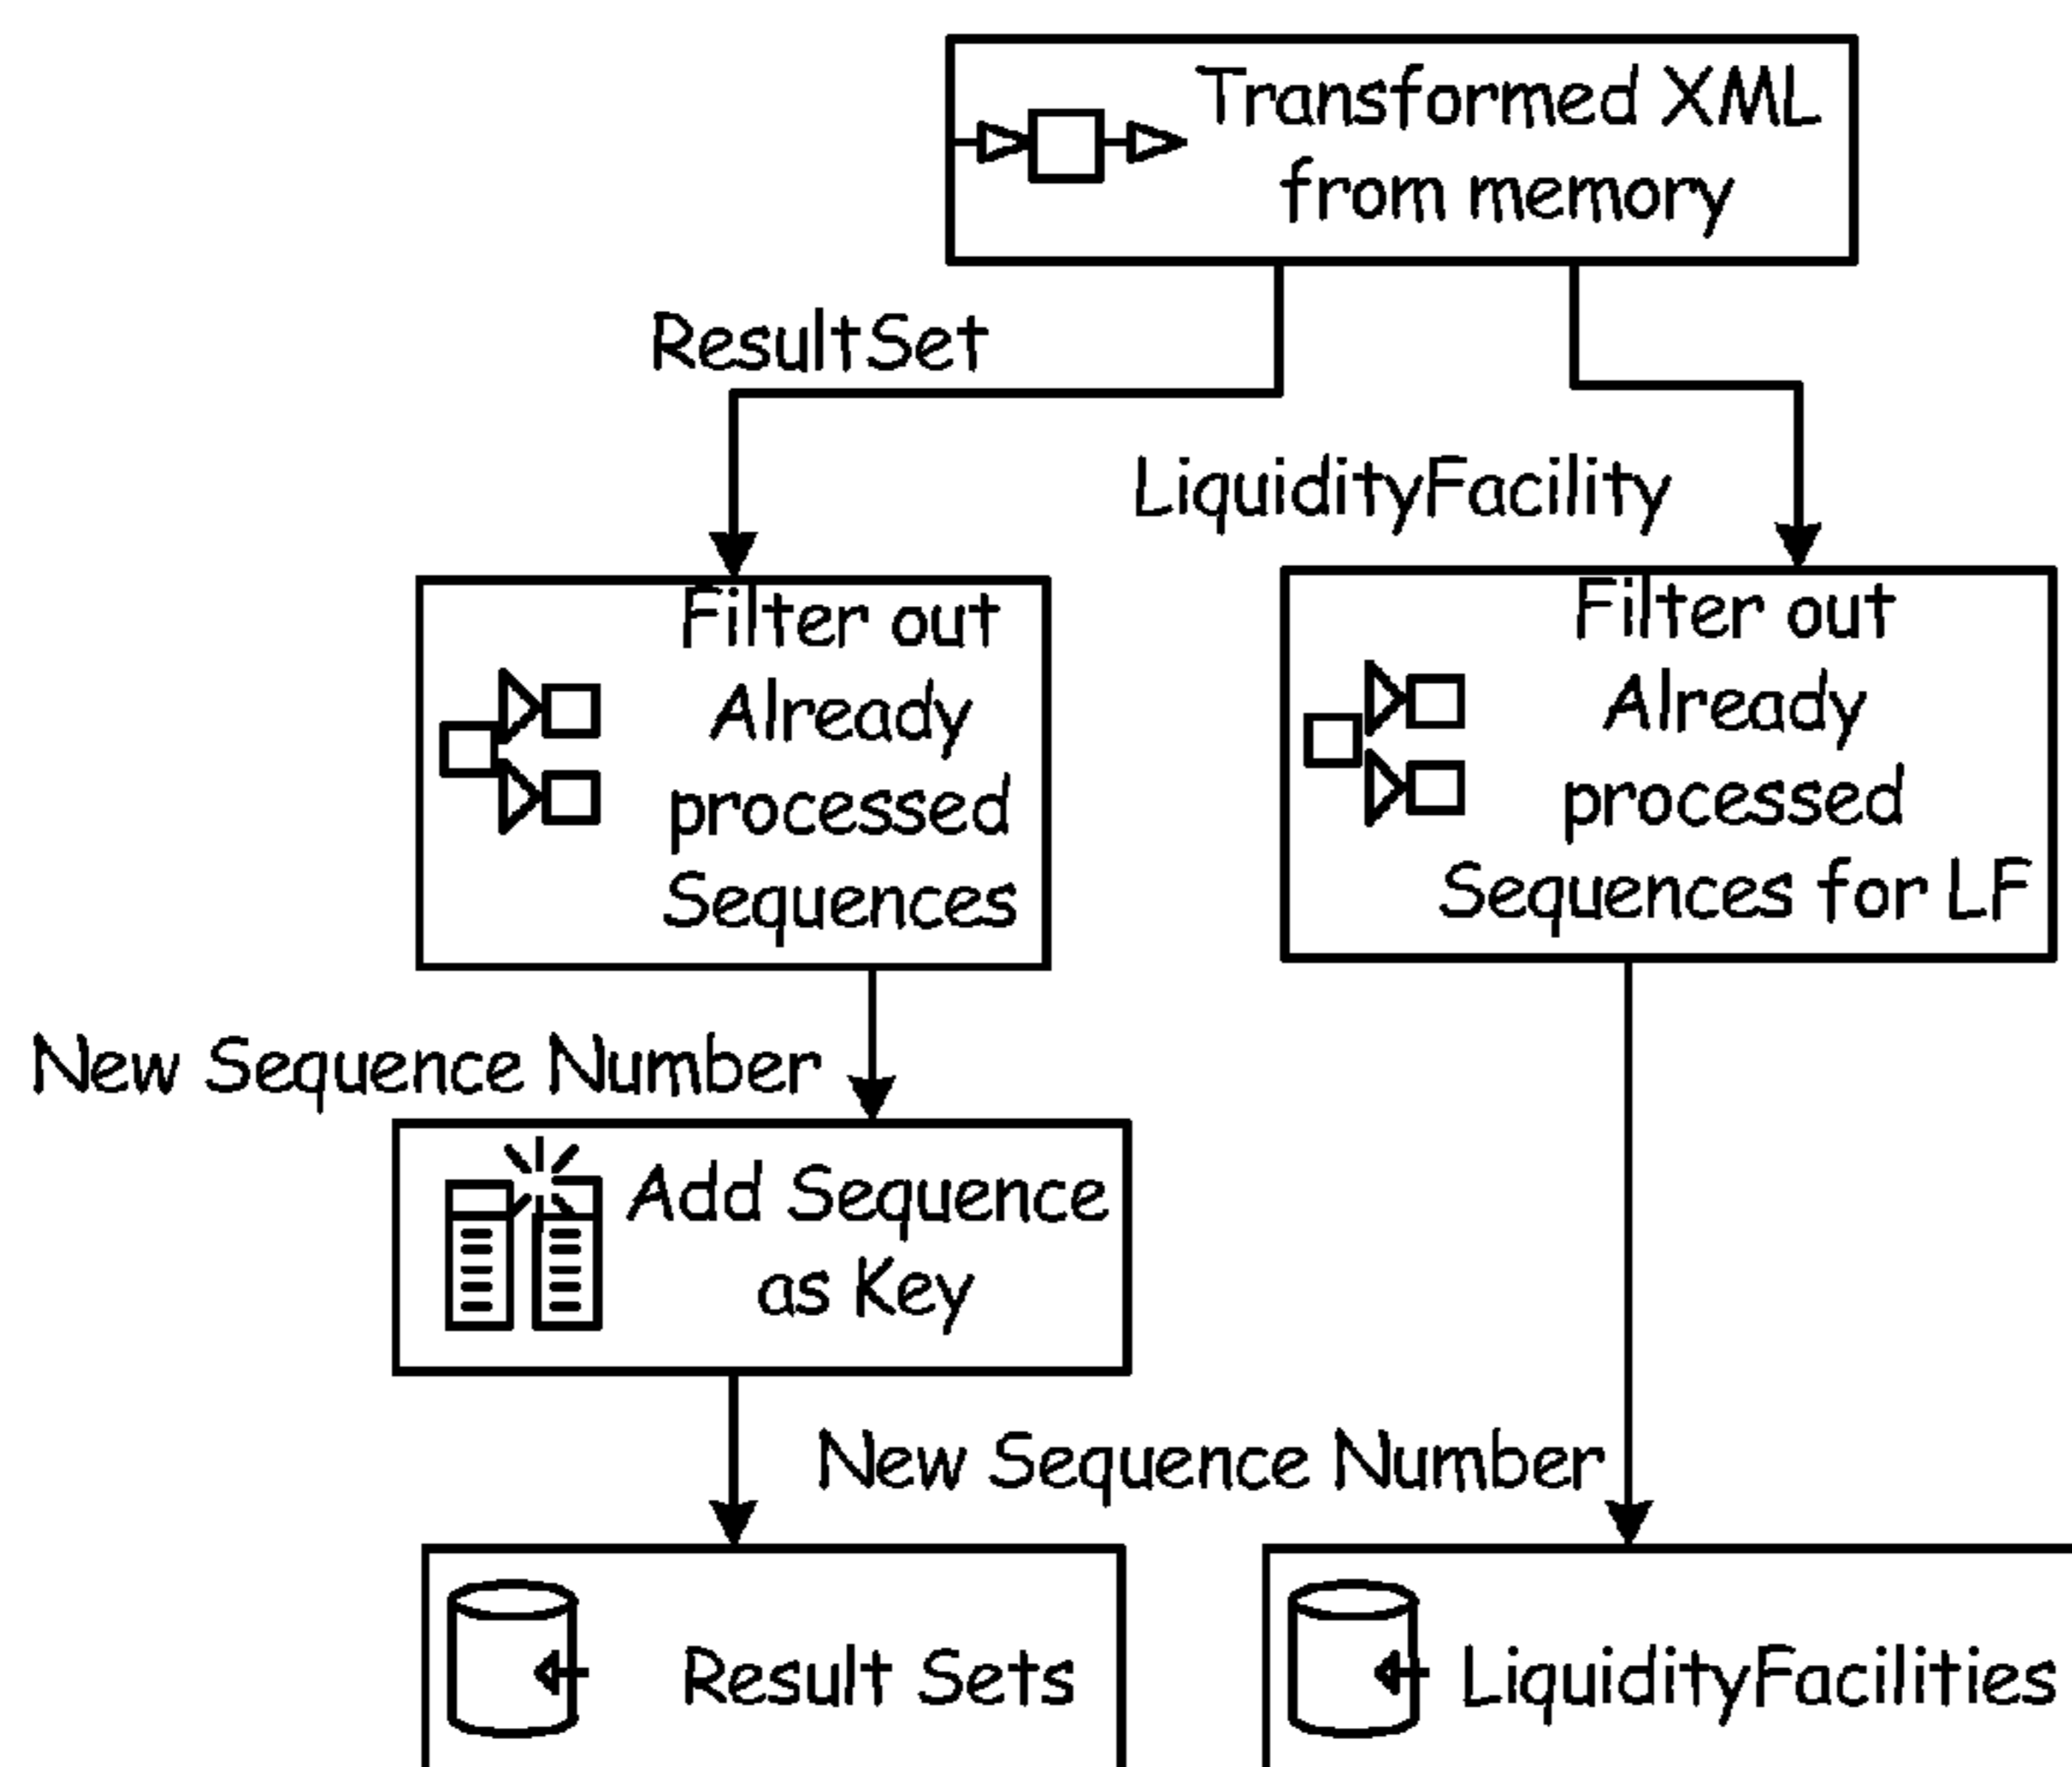 Transformed XML
from memory
ResultSet
LiquidityFacility
Filter out
Already
processed
Sequences
Filter out
Already
processed
Sequences for LF
New Sequence Number
Add Sequence
as Key
New Sequence Number
Result Sets
LiquidityFacilities